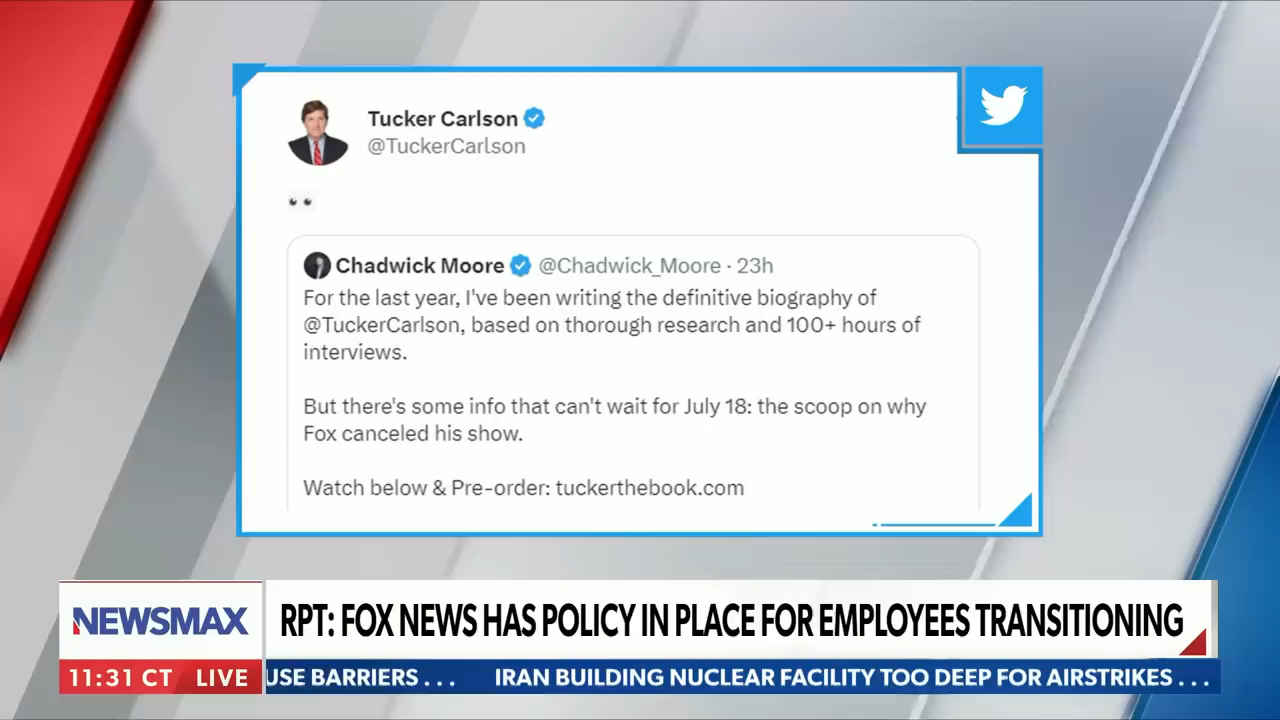 Tucker Carlson
@TuckerCarlson
👀
Chadwick Moore @Chadwick_Moore · 23h
For the last year, I've been writing the definitive biography of
@TuckerCarlson, based on thorough research and 100+ hours of
interviews.
But there's some info that can't wait for July 18: the scoop on why
Fox canceled his show.
Watch below & Pre-order: tuckerthebook.com
NEWSMAX
RPT: FOX NEWS HAS POLICY IN PLACE FOR EMPLOYEES TRANSITIONING
11:31 CT LIVE
USE BARRIERS . . . IRAN BUILDING NUCLEAR FACILITY TOO DEEP FOR AIRSTRIKES . . .